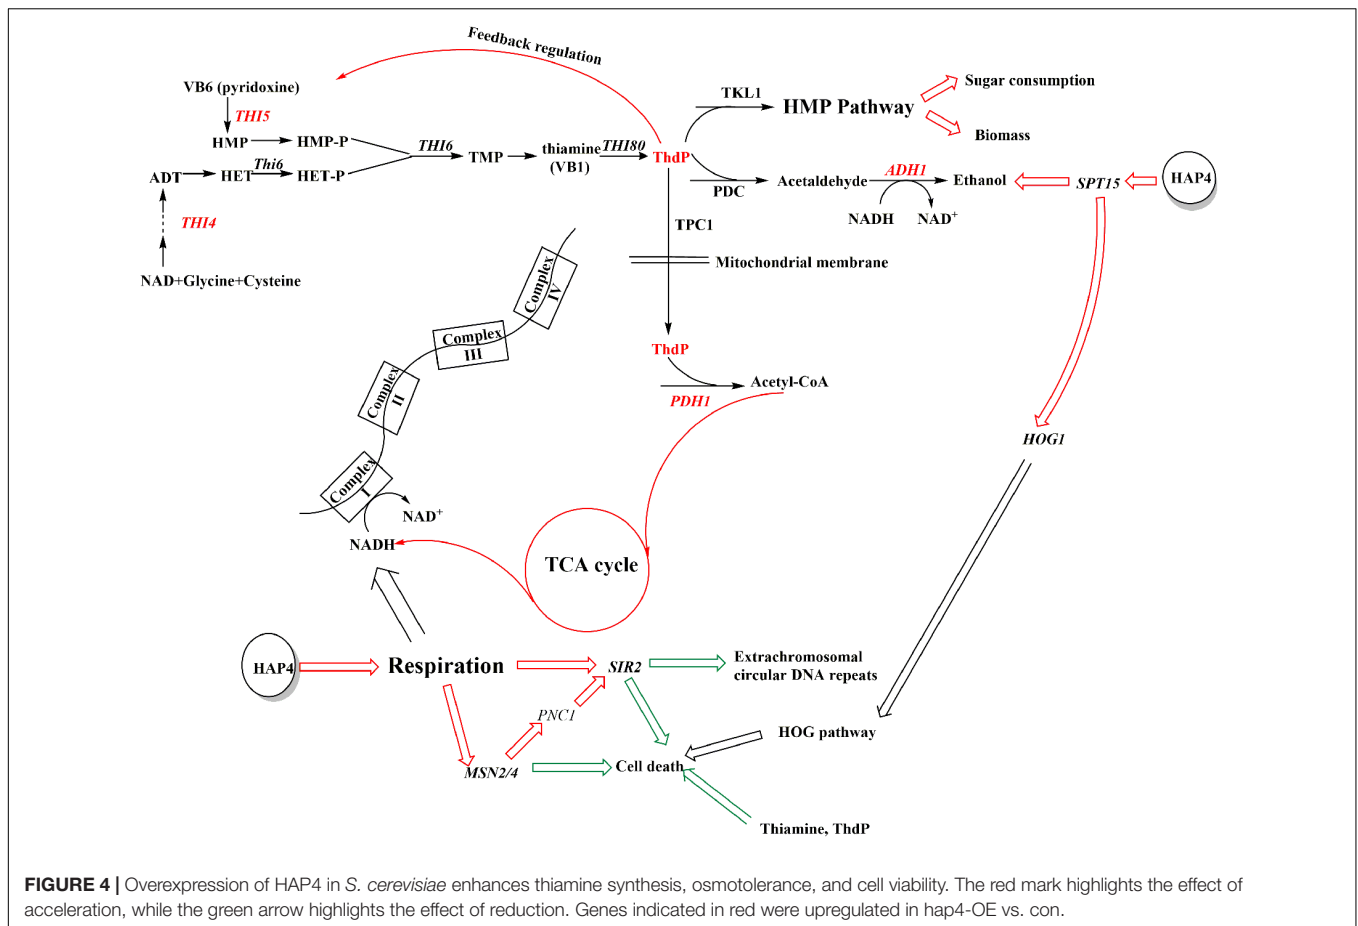 Feedback regulation
VB6 (pyridoxine)
THI5
HMP
HMP-P
THI6
TMP
thiamine
(VB1)
THI80
ThdP
ADT
HET
Thi6
HET-P
THI4
NAD+Glycine+Cysteine
TKL1
HMP Pathway
Sugar consumption
Biomass
PDC
Acetaldehyde
ADH1
Ethanol
NADH
NAD+
SPT15
HAP4
TPC1
Mitochondrial membrane
Complex
IV
Complex
III
Complex
II
Complex
I
ThdP
PDH1
Acetyl-CoA
HOG1
NAD+
NADH
TCA cycle
HAP4
Respiration
SIR2
Extrachromosomal
circular DNA repeats
PNC1
MSN2/4
Cell death
HOG pathway
Thiamine, ThdP
FIGURE 4 | Overexpression of HAP4 in S. cerevisiae enhances thiamine synthesis, osmotolerance, and cell viability. The red mark highlights the effect of
acceleration, while the green arrow highlights the effect of reduction. Genes indicated in red were upregulated in hap4-OE vs. con.